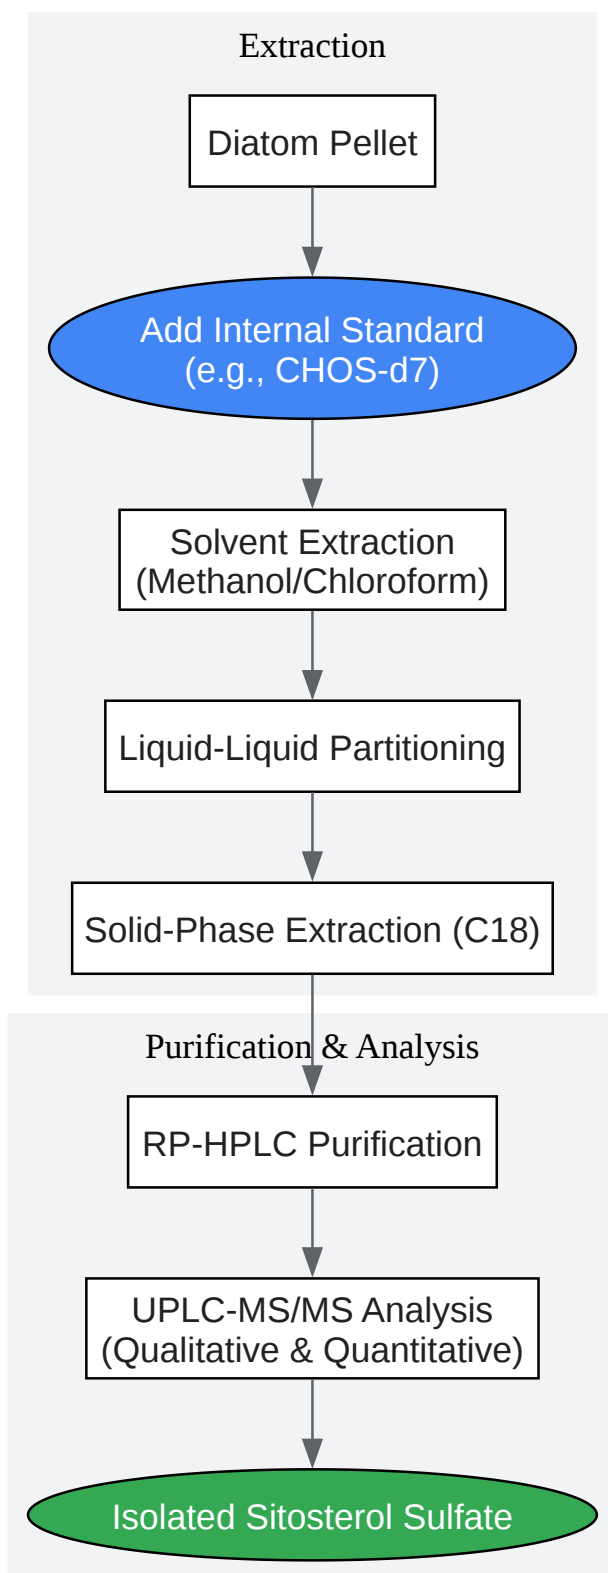 Extraction
Diatom Pellet
Add Internal Standard
(e.g., CHOS-d7)
Solvent Extraction
(Methanol/Chloroform)
Liquid-Liquid Partitioning
Solid-Phase Extraction (C18)
Purification & Analysis
RP-HPLC Purification
UPLC-MS/MS Analysis
(Qualitative & Quantitative)
Isolated Sitosterol Sulfate